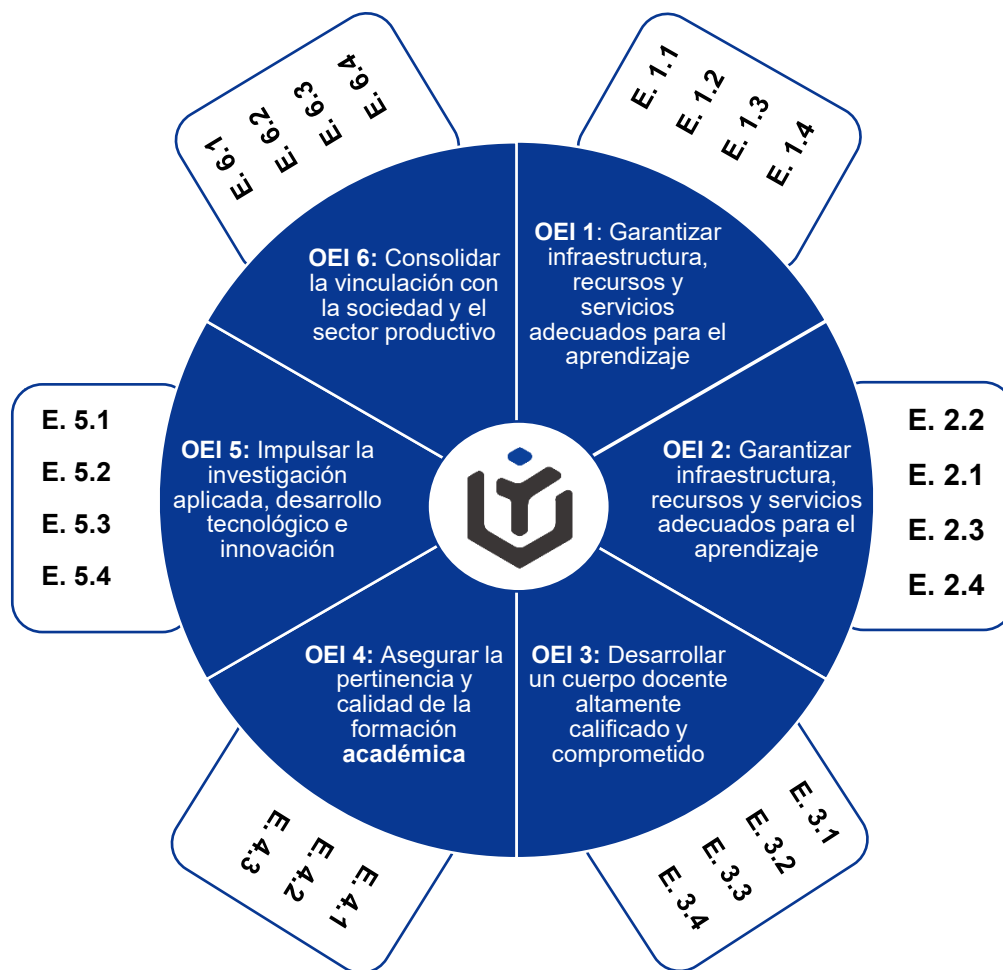 E. 1.1
E. 1.2
E. 1.3
E. 1.4
OEI 1: Garantizar
infraestructura,
recursos y
servicios
adecuados para el
aprendizaje
E. 2.2
E. 2.1
E. 2.3
E. 2.4
OEI 2: Garantizar
infraestructura,
recursos y servicios
adecuados para el
aprendizaje
E. 3.1
E. 3.2
E. 3.3
E. 3.4
OEI 3: Desarrollar
un cuerpo docente
altamente
calificado y
comprometido
E. 4.1
E. 4.2
E. 4.3
OEI 4: Asegurar la
pertinencia y
calidad de la
formación
académica
E. 5.1
E. 5.2
E. 5.3
E. 5.4
OEI 5: Impulsar la
investigación
aplicada, desarrollo
tecnológico e
innovación
E. 6.1
E. 6.2
E. 6.3
E. 6.4
OEI 6: Consolidar
la vinculación con
la sociedad y el
sector productivo